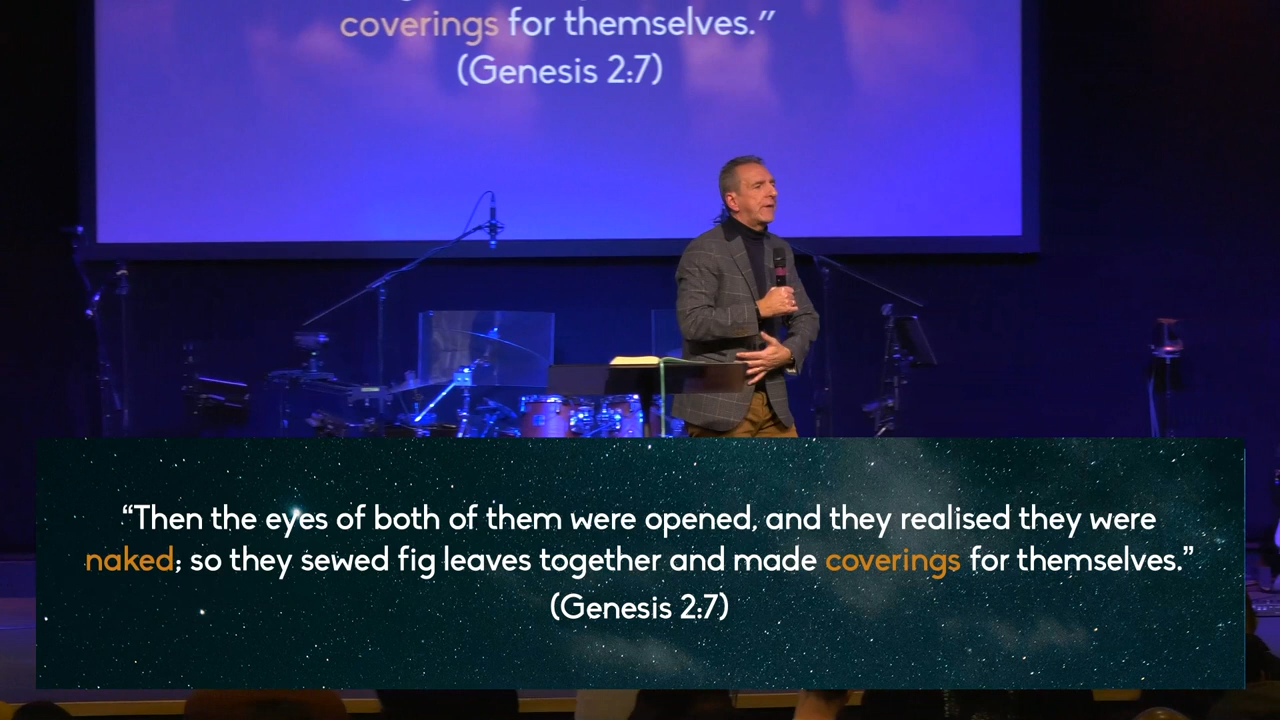 coverings for themselves.”
(Genesis 2:7)
“Then the eyes of both of them were opened, and they realised they were
naked; so they sewed fig leaves together and made coverings for themselves.”
(Genesis 2:7)